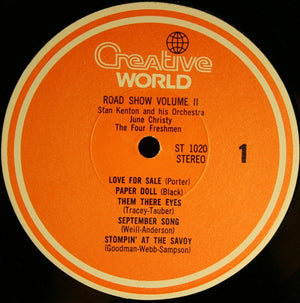 Creative
WORLD
ROAD SHOW VOLUME II
Stan Kenton and his Orchestra
June Christy
The Four Freshmen
ST 1020
STEREO
1
LOVE FOR SALE (Porter)
PAPER DOLL (Black)
THEM THERE EYES
(Tracey-Tauber)
SEPTEMBER SONG
(Weill-Anderson)
STOMPIN' AT THE SAVOY
(Goodman-Webb-Sampson)